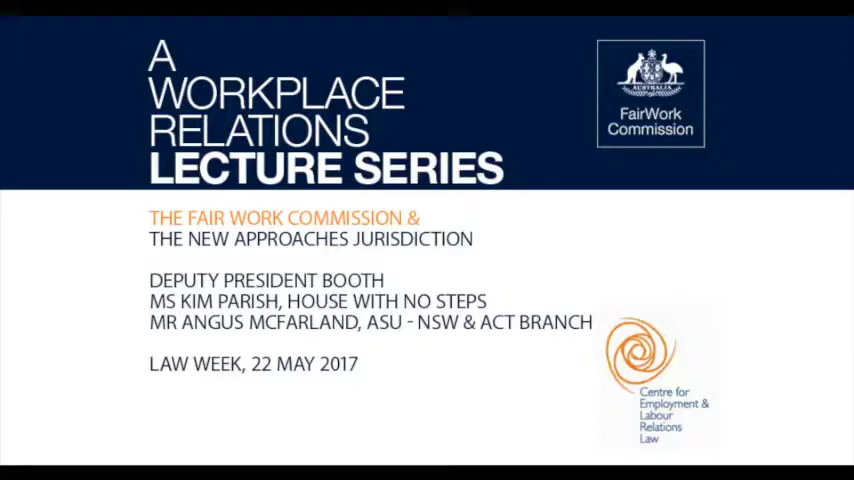 A
WORKPLACE
RELATIONS
LECTURE SERIES
AUSTRALIA
FairWork
Commission
THE FAIR WORK COMMISSION &
THE NEW APPROACHES JURISDICTION
DEPUTY PRESIDENT BOOTH
MS KIM PARISH, HOUSE WITH NO STEPS
MR ANGUS MCFARLAND, ASU - NSW & ACT BRANCH
LAW WEEK, 22 MAY 2017
Centre for
Employment &
Labour
Relations
Law